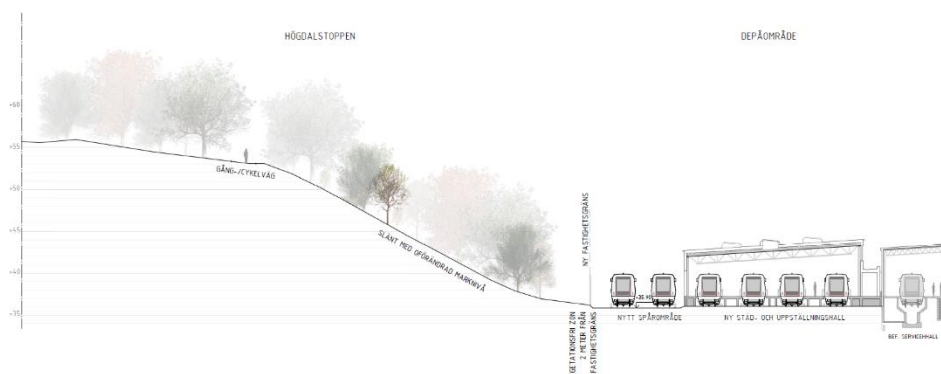 HÖGDALSTOPPEN
DEPÅOMRÅDE
+60
+55
+50
+45
+40
+35
GÅNG-/CYKELVÄG
SLÄNT MED OFÖRÄNDRAD MARKNIVÅ
NY FASTIGHETSGRÄNS
GETATIONSFRI ZON
2 METER FRÅN
FASTIGHETSGRÄNS
NYTT SPÅROMRÅDE
NY STÄD- OCH UPPSTÄLLNINGSHALL
BEF. SERVICEHALL